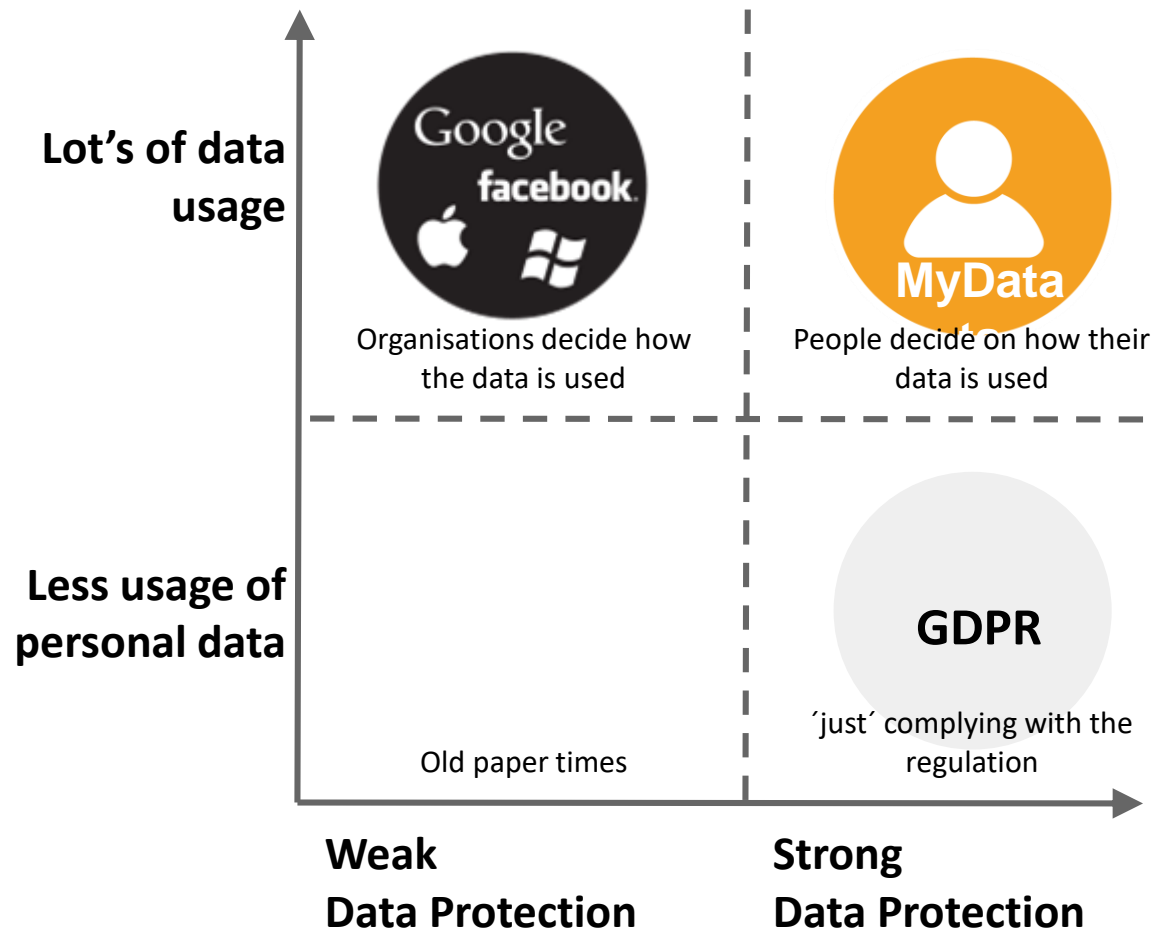 Lot's of data
usage
Google
facebook.
Organisations decide how
the data is used
MyData
People decide on how their
data is used
Less usage of
personal data
Old paper times
GDPR
´just´ complying with the
regulation
Weak
Data Protection
Strong
Data Protection